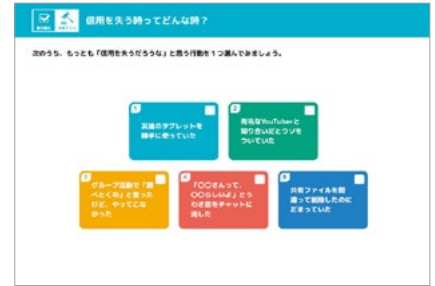 信用を失う時ってどんな時？
次のうち、もっとも「信用を失うだろうな」と思う行動を１つ選んでみましょう。
1
友達のタブレットを
勝手に使っていた
2
有名なYouTuberと
知り合いだとウソを
ついていた
3
グループ活動で「調
べとくね」と言った
けど、やってこな
かった
4
「〇〇さんって、
〇〇らしいよ」とう
わさ話をチャットに
流した
5
共有ファイルを間
違って削除したのに
だまっていた